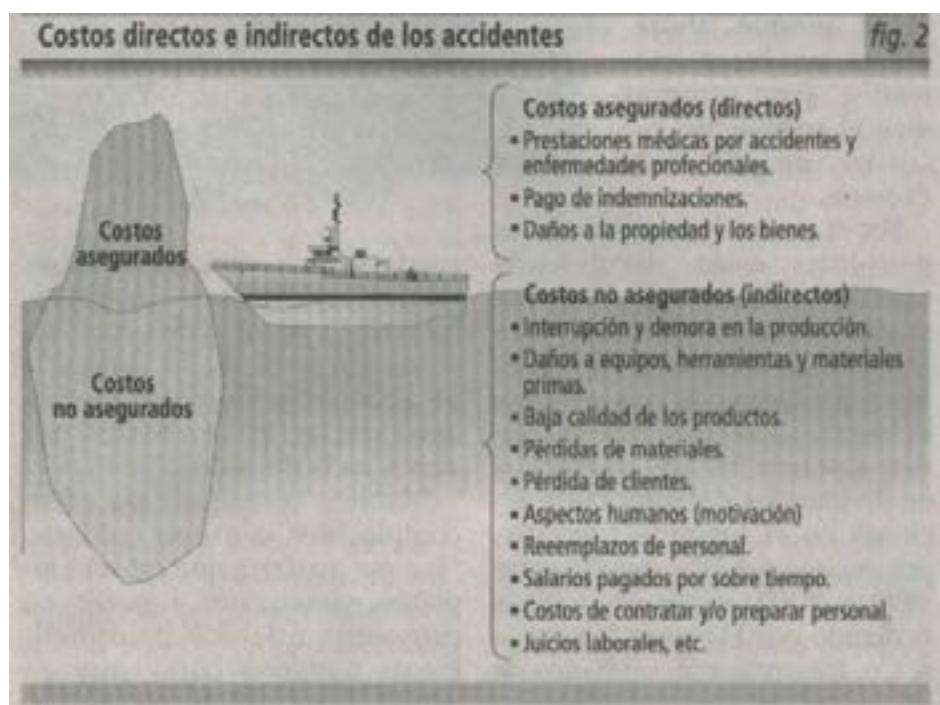 Costos directos e indirectos de los accidentes
fig. 2
Costos
asegurados
Costos
no asegurados
Costos asegurados (directos)
▪ Prestaciones médicas por accidentes y
enfermedades profecionales.
▪ Pago de indemnizaciones.
▪ Daños a la propiedad y los bienes.
Costos no asegurados (indirectos)
▪ Interrupción y demora en la producción.
▪ Daños a equipos, herramientas y materiales
primas.
▪ Baja calidad de los productos.
▪ Pérdidas de materiales.
▪ Pérdida de clientes.
▪ Aspectos humanos (motivación)
▪ Reeemplazos de personal.
▪ Salarios pagados por sobre tiempo.
▪ Costos de contratar y/o preparar personal.
▪ Juicios laborales, etc.